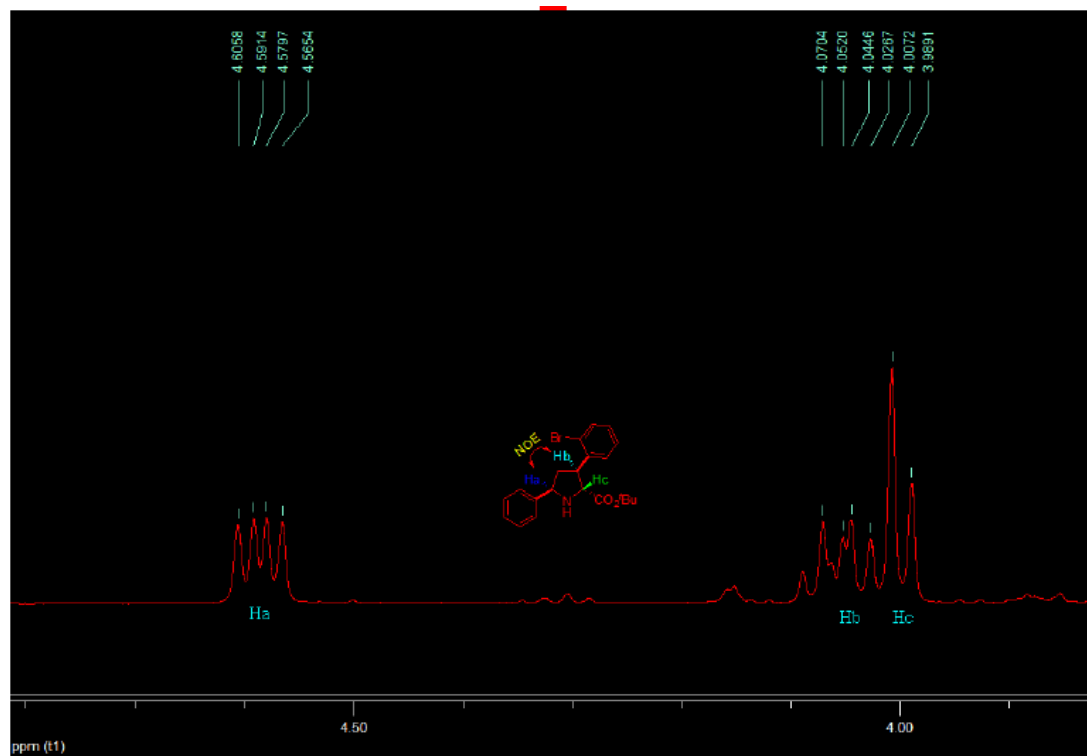 4.6058
4.5914
4.5797
4.5654
4.0704
4.0520
4.0446
4.0267
4.0072
3.9891
NOE
Br
Hb
Ha
Hc
N
H
CO₂ᵗBu
Ha
Hb
Hc
4.50
4.00
ppm (t1)